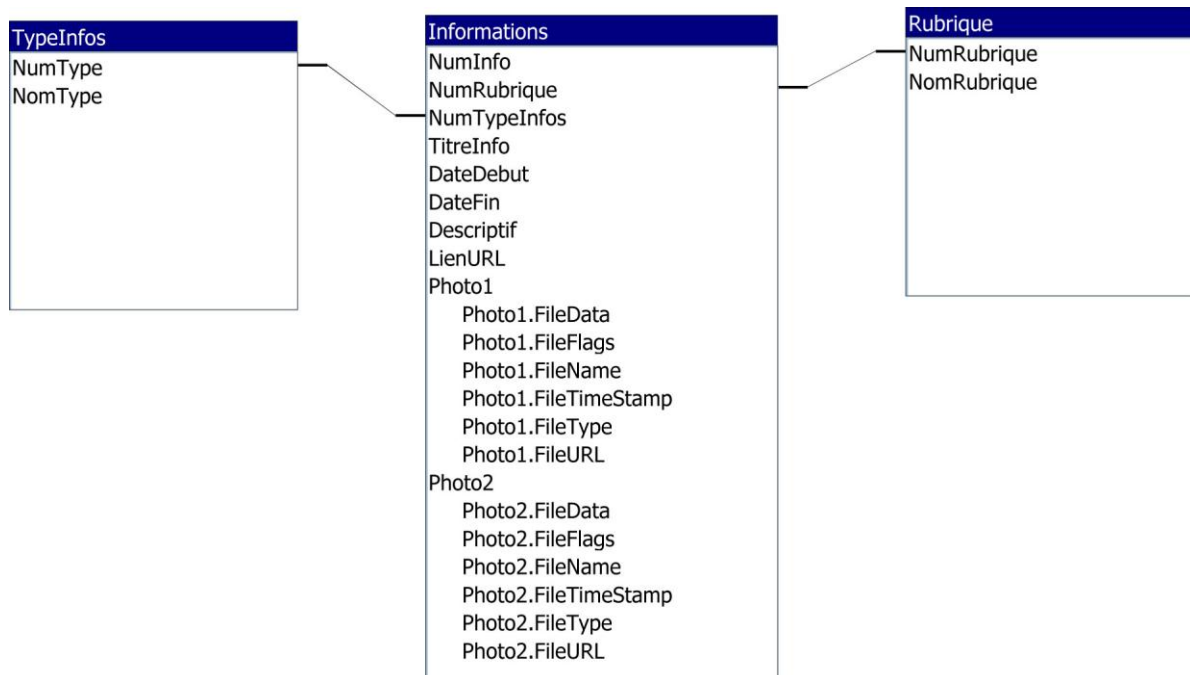 TypeInfos
NumType
NomType
Informations
NumInfo
NumRubrique
NumTypeInfos
TitreInfo
DateDebut
DateFin
Descriptif
LienURL
Photo1
Photo1.FileData
Photo1.FileFlags
Photo1.FileName
Photo1.FileTimeStamp
Photo1.FileType
Photo1.FileURL
Photo2
Photo2.FileData
Photo2.FileFlags
Photo2.FileName
Photo2.FileTimeStamp
Photo2.FileType
Photo2.FileURL
Rubrique
NumRubrique
NomRubrique